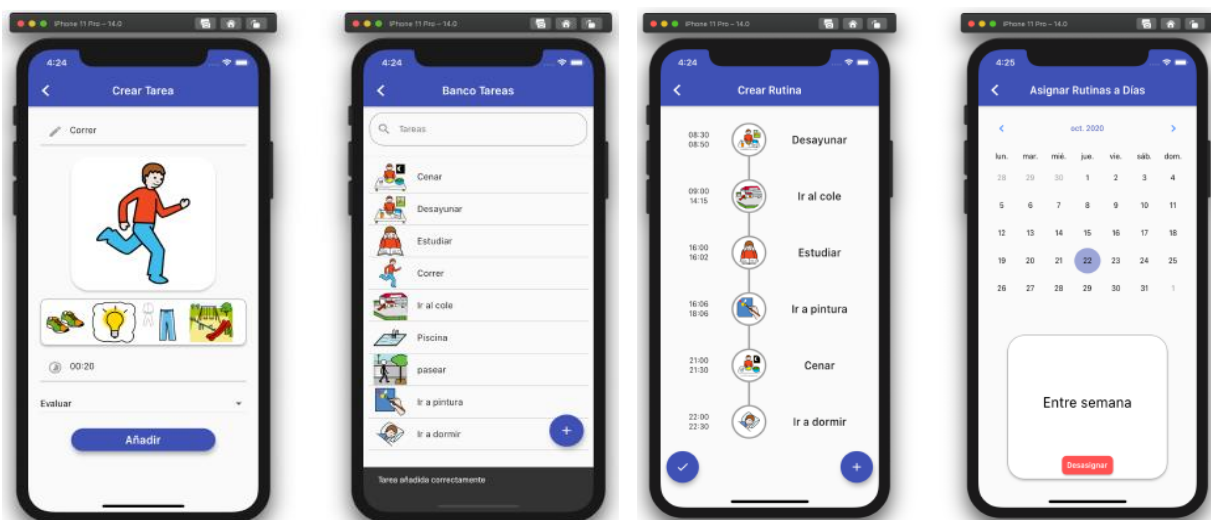 iPhone 11 Pro – 14.0
4:24
Crear Tarea
Correr
00:20
Evaluar
Añadir
iPhone 11 Pro – 14.0
4:24
Banco Tareas
Tareas
Cenar
Desayunar
Estudiar
Correr
Ir al cole
Piscina
pasear
Ir a pintura
Ir a dormir
+
Tarea añadida correctamente
iPhone 11 Pro – 14.0
4:24
Crear Rutina
08:30
08:50
Desayunar
09:00
14:15
Ir al cole
16:00
16:02
Estudiar
16:06
18:06
Ir a pintura
21:00
21:30
Cenar
22:00
22:30
Ir a dormir
+
iPhone 11 Pro – 14.0
4:25
Asignar Rutinas a Días
oct. 2020
lun. mar. mié. jue. vie. sáb. dom.
28 29 30 1 2 3 4
5 6 7 8 9 10 11
12 13 14 15 16 17 18
19 20 21 22 23 24 25
26 27 28 29 30 31 1
Entre semana
Desasignar